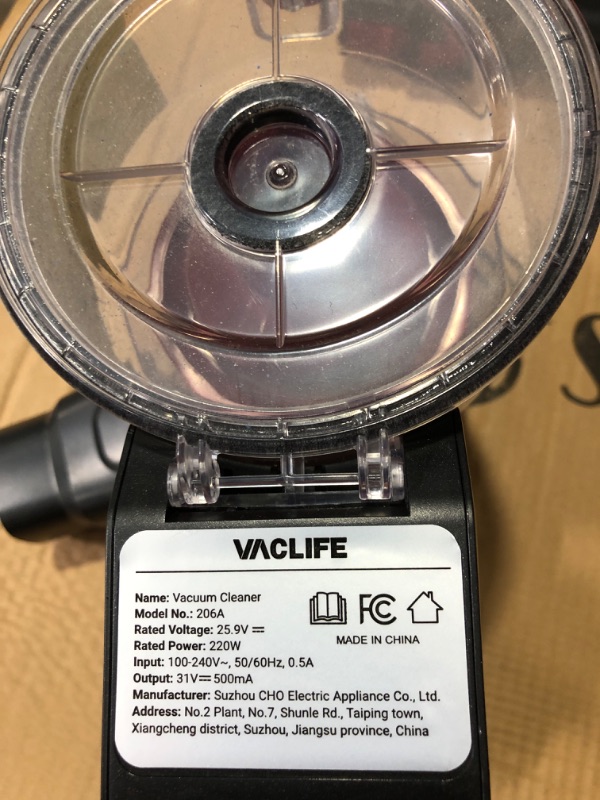 VACLIFE
Name: Vacuum Cleaner
Model No.: 206A
Rated Voltage: 25.9V ⎓
Rated Power: 220W
Input: 100-240V~, 50/60Hz, 0.5A
Output: 31V⎓500mA
FC
MADE IN CHINA
Manufacturer: Suzhou CHO Electric Appliance Co., Ltd.
Address: No.2 Plant, No.7, Shunle Rd., Taiping town,
Xiangcheng district, Suzhou, Jiangsu province, China